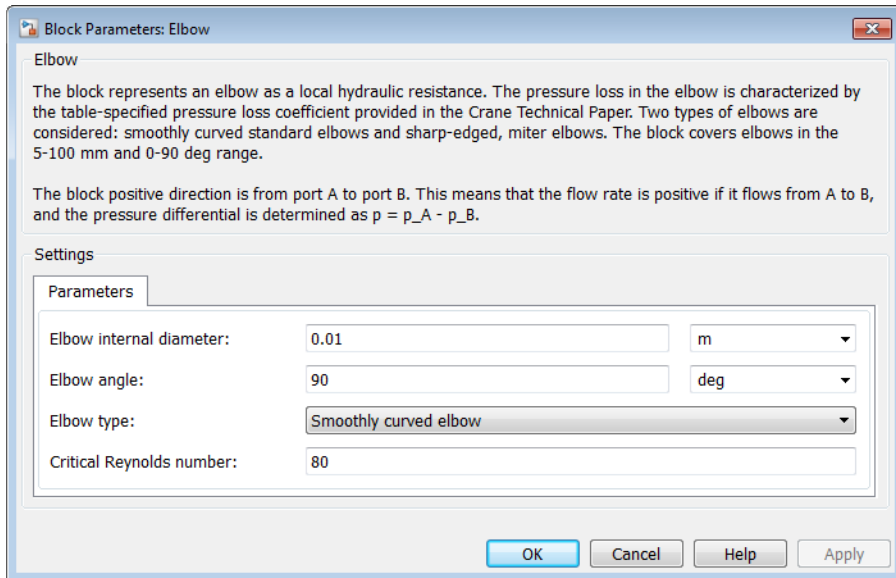 Block Parameters: Elbow
Elbow
The block represents an elbow as a local hydraulic resistance. The pressure loss in the elbow is characterized by
the table-specified pressure loss coefficient provided in the Crane Technical Paper. Two types of elbows are
considered: smoothly curved standard elbows and sharp-edged, miter elbows. The block covers elbows in the
5-100 mm and 0-90 deg range.
The block positive direction is from port A to port B. This means that the flow rate is positive if it flows from A to B,
and the pressure differential is determined as p = p_A - p_B.
Settings
Parameters
Elbow internal diameter: 0.01 m
Elbow angle: 90 deg
Elbow type: Smoothly curved elbow
Critical Reynolds number: 80
OK Cancel Help Apply